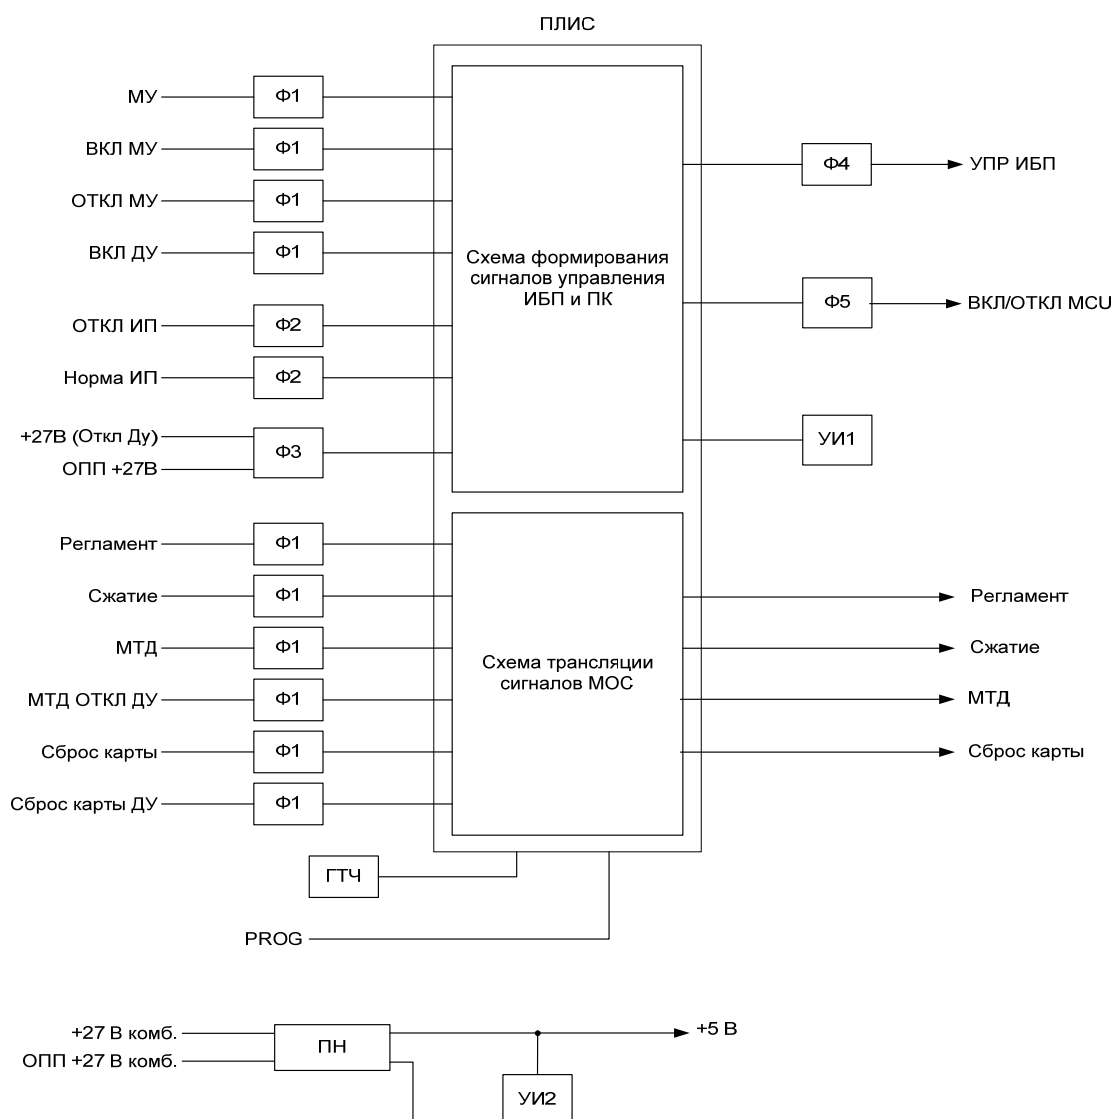 ПЛИС
МУ
Ф1
ВКЛ МУ
Ф1
УПР ИБП
Ф4
ОТКЛ МУ
Ф1
ВКЛ ДУ
Ф1
Схема формирования
сигналов управления
ИБП и ПК
Ф5
ВКЛ/ОТКЛ MCU
ОТКЛ ИП
Ф2
Норма ИП
Ф2
+27В (Откл Ду)
ОПП +27В
Ф3
УИ1
Регламент
Ф1
Сжатие
Ф1
Регламент
МТД
Ф1
Схема трансляции
сигналов МОС
Сжатие
МТД ОТКЛ ДУ
Ф1
МТД
Сброс карты
Ф1
Сброс карты
Сброс карты ДУ
Ф1
ГТЧ
PROG
+27 В комб.
ОПП +27 В комб.
ПН
+5 В
УИ2